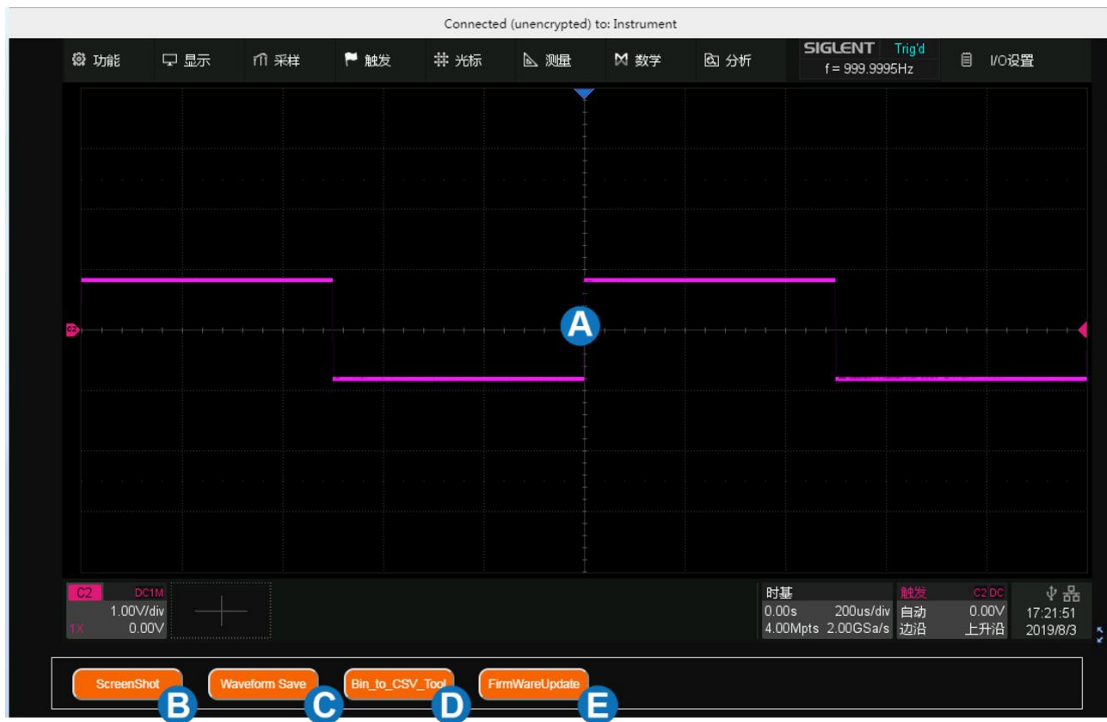 Connected (unencrypted) to: Instrument
功能 显示 采样 触发 光标 测量 数学 分析 SIGLENT Trig'd I/O设置
f = 999.9995Hz
C2
A
C2 DC1M
1.00V/div
1X 0.00V
时基
0.00s 200us/div
4.00Mpts 2.00GSa/s
触发 C2 DC
自动 0.00V
边沿 上升沿
17:21:51
2019/8/3
ScreenShot Waveform Save Bin_to_CSV_Tool FirmWareUpdate
B C D E